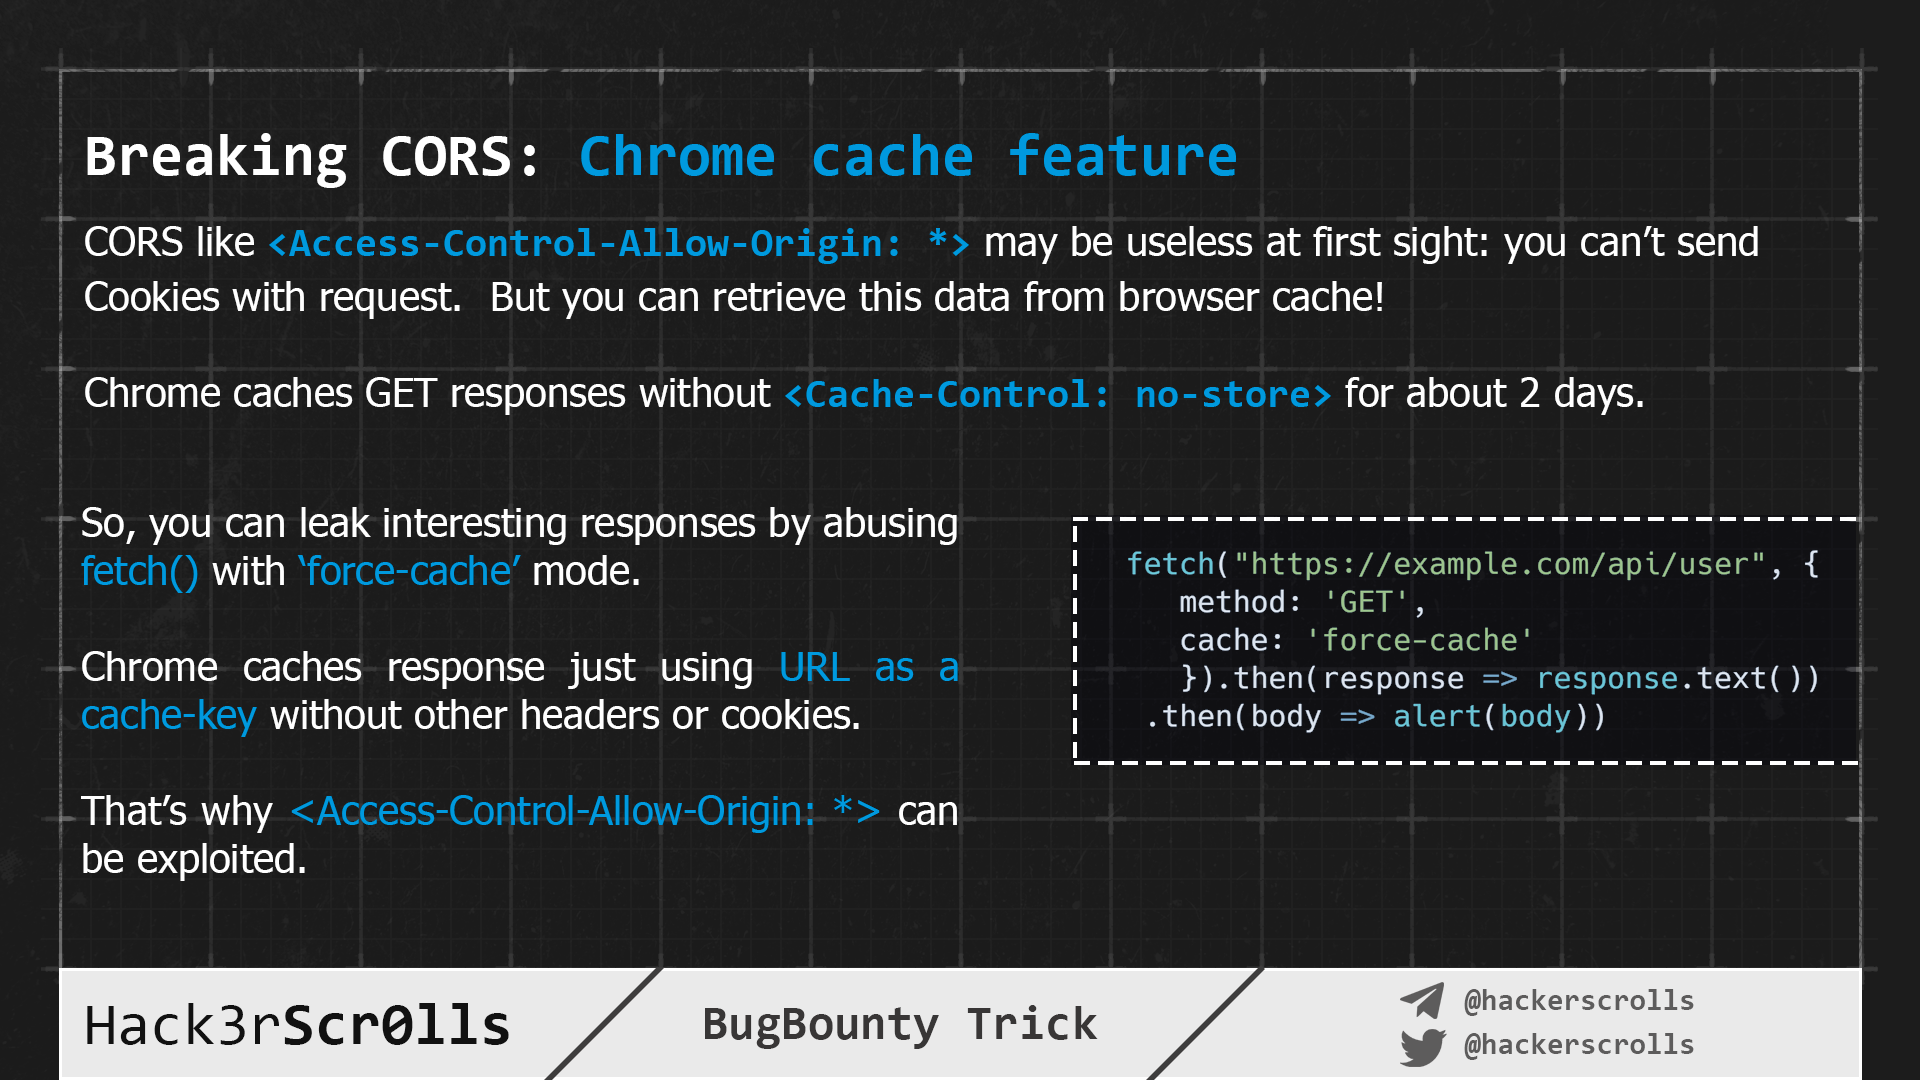 Breaking CORS: Chrome cache feature
CORS like <Access-Control-Allow-Origin: *> may be useless at first sight: you can’t send
Cookies with request. But you can retrieve this data from browser cache!
Chrome caches GET responses without <Cache-Control: no-store> for about 2 days.
So, you can leak interesting responses by abusing
fetch() with ‘force-cache’ mode.
Chrome caches response just using URL as a
cache-key without other headers or cookies.
That’s why <Access-Control-Allow-Origin: *> can
be exploited.
fetch("https://example.com/api/user", {
method: 'GET',
cache: 'force-cache'
}).then(response => response.text())
.then(body => alert(body))
Hack3rScr0lls
BugBounty Trick
@hackerscrolls
@hackerscrolls